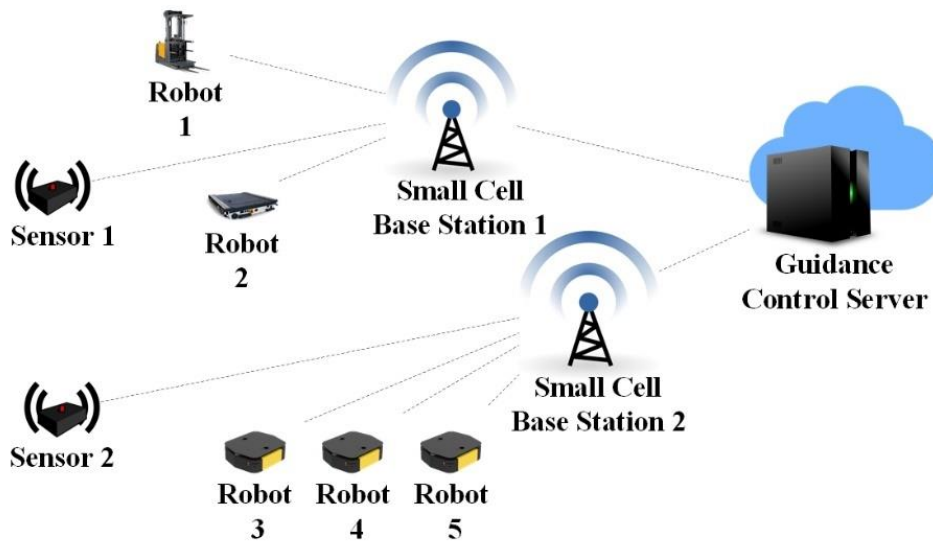 Robot
1
Small Cell
Base Station 1
Sensor 1
Robot
2
Guidance
Control Server
Small Cell
Base Station 2
Sensor 2
Robot
3
Robot
4
Robot
5